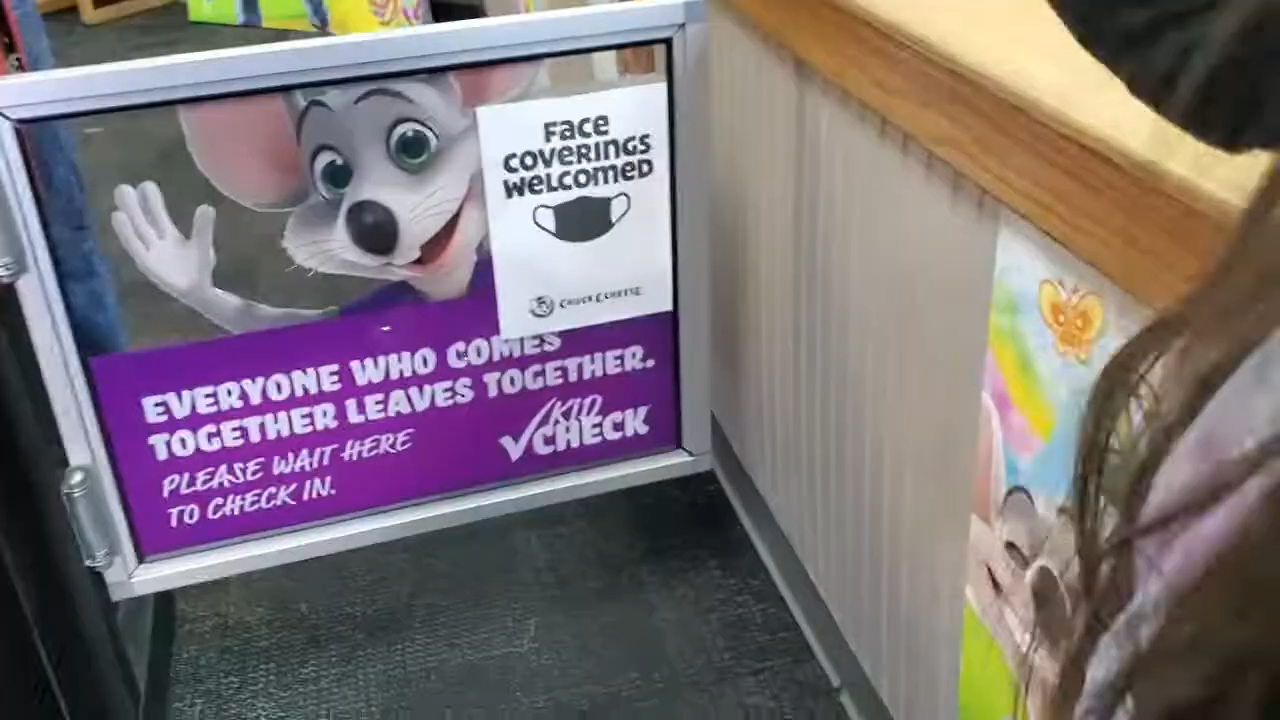 Face
coverings
welcomed
CHUCK E. CHEESE
EVERYONE WHO COMES
TOGETHER LEAVES TOGETHER.
PLEASE WAIT HERE
TO CHECK IN.
KID
CHECK